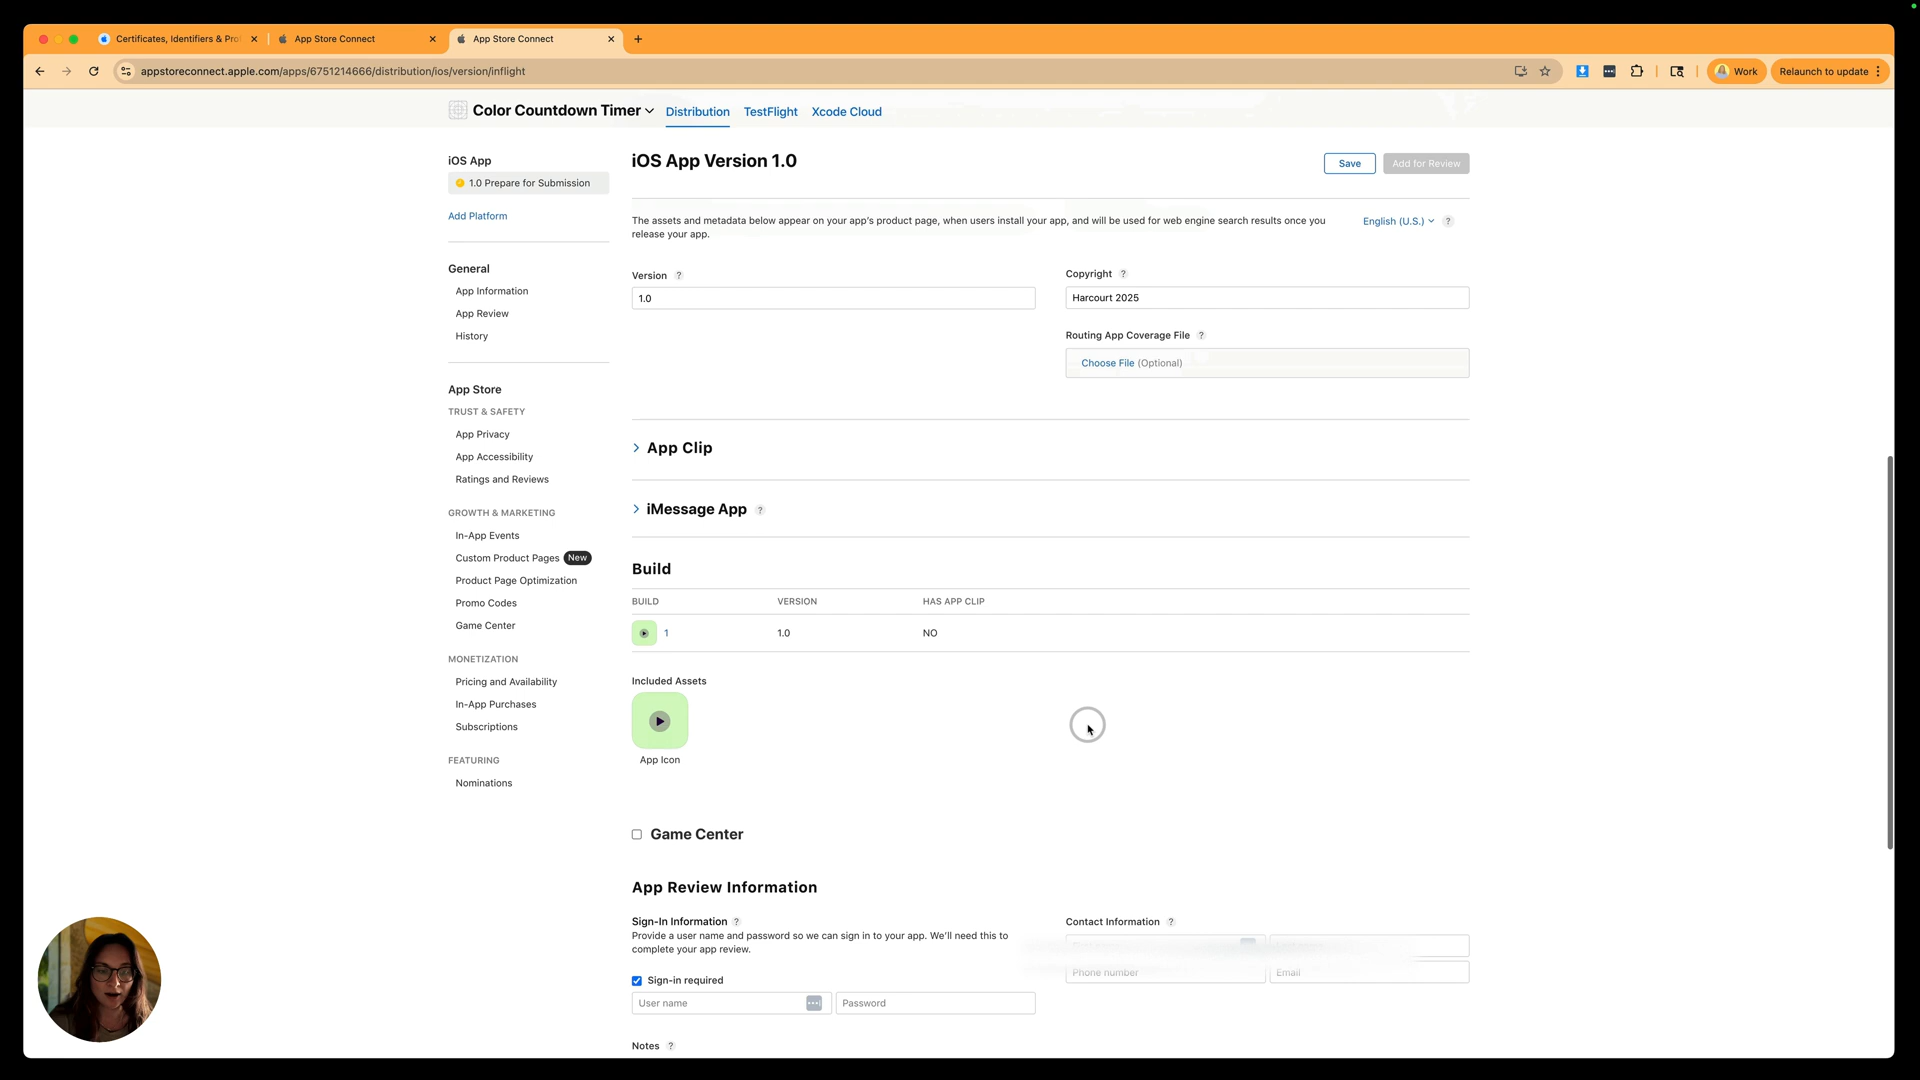 Certificates, Identifiers & Pro
App Store Connect
App Store Connect
appstoreconnect.apple.com/apps/6751214666/distribution/ios/version/inflight
Work
Relaunch to update
Color Countdown Timer
Distribution
TestFlight
Xcode Cloud
iOS App
1.0 Prepare for Submission
Add Platform
General
App Information
App Review
History
App Store
TRUST & SAFETY
App Privacy
App Accessibility
Ratings and Reviews
GROWTH & MARKETING
In-App Events
Custom Product Pages New
Product Page Optimization
Promo Codes
Game Center
MONETIZATION
Pricing and Availability
In-App Purchases
Subscriptions
FEATURING
Nominations
iOS App Version 1.0
Save
Add for Review
The assets and metadata below appear on your app's product page, when users install your app, and will be used for web engine search results once you
release your app.
English (U.S.) ?
Version ?
1.0
Copyright ?
Harcourt 2025
Routing App Coverage File ?
Choose File (Optional)
App Clip
iMessage App ?
Build
BUILD VERSION HAS APP CLIP
1 1.0 NO
Included Assets
App Icon
Game Center
App Review Information
Sign-In Information ?
Provide a user name and password so we can sign in to your app. We'll need this to
complete your app review.
Sign-in required
User name
Password
Contact Information ?
Phone number
Email
Notes ?